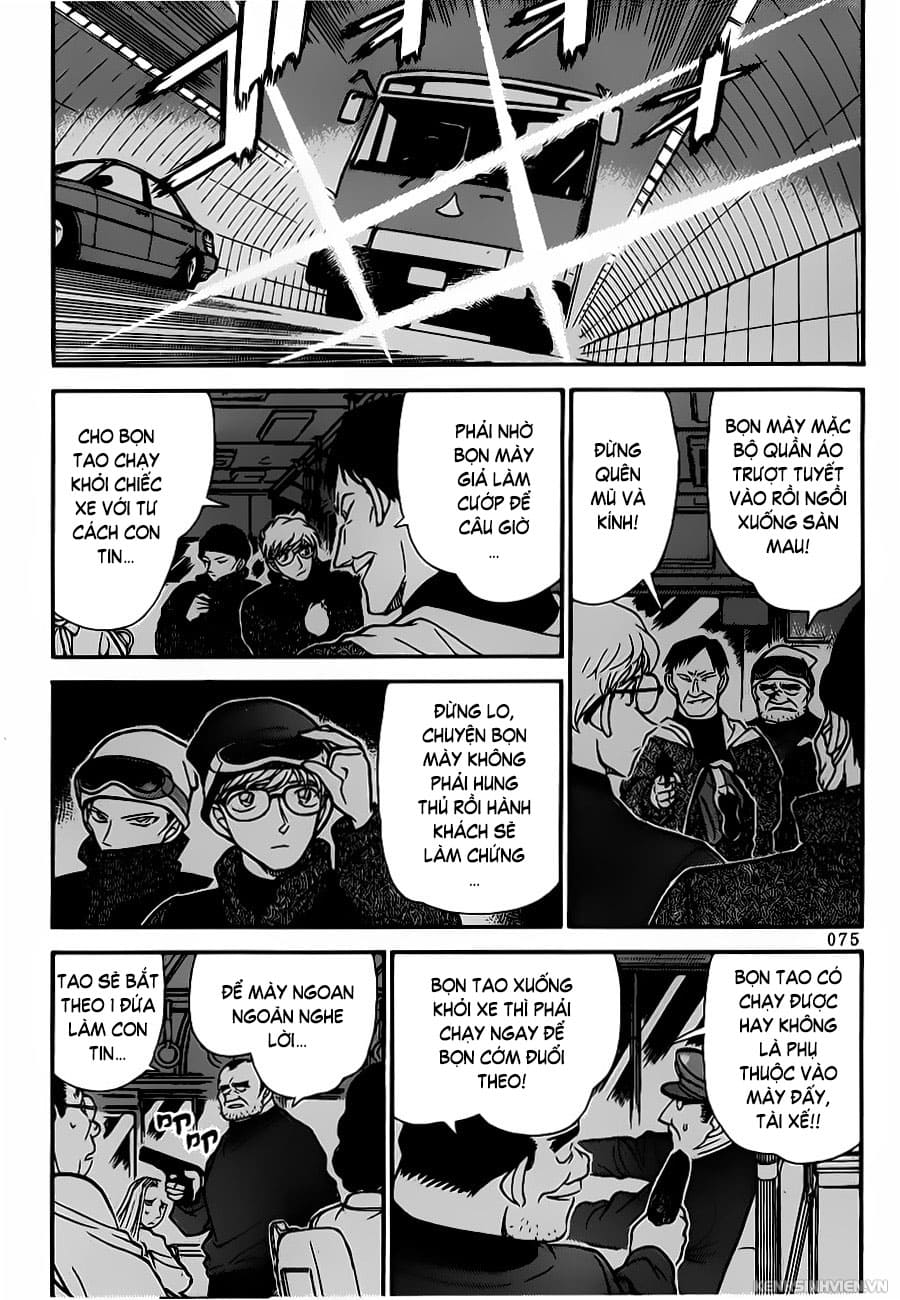 BỌN MÀY MẶC
BỘ QUẦN ÁO
TRƯỢT TUYẾT
VÀO RỒI NGỒI
XUỐNG SÀN
MAU!
ĐỪNG
QUÊN
MŨ VÀ
KÍNH!
PHẢI NHỜ
BỌN MÀY
GIẢ LÀM
CƯỚP ĐỂ
CÂU GIỜ
...
CHO BỌN
TAO CHẠY
KHỎI CHIẾC
XE VỚI TƯ
CÁCH CON
TIN...
ĐỪNG LO,
CHUYỆN BỌN
MÀY KHÔNG
PHẢI HUNG
THỦ RỒI HÀNH
KHÁCH SẼ
LÀM CHỨNG
...
075
BỌN TAO CÓ
CHẠY ĐƯỢC
HAY KHÔNG
LÀ PHỤ
THUỘC VÀO
MÀY ĐẤY,
TÀI XẾ!!
BỌN TAO XUỐNG
KHỎI XE THÌ PHẢI
CHẠY NGAY ĐỂ
BỌN CỚM ĐUỔI
THEO!
ĐỂ MÀY NGOAN
NGOÃN NGHE
LỜI...
TAO SẼ BẮT
THEO 1 ĐỨA
LÀM CON
TIN...